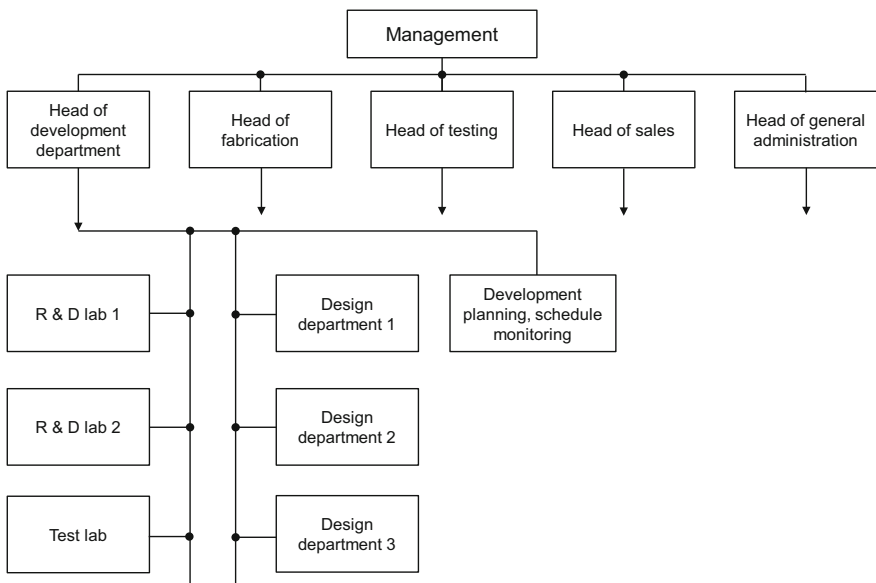 Management
Head of
development
department
Head of
fabrication
Head of testing
Head of sales
Head of general
administration
R & D lab 1
Design
department 1
Development
planning, schedule
monitoring
R & D lab 2
Design
department 2
Test lab
Design
department 3